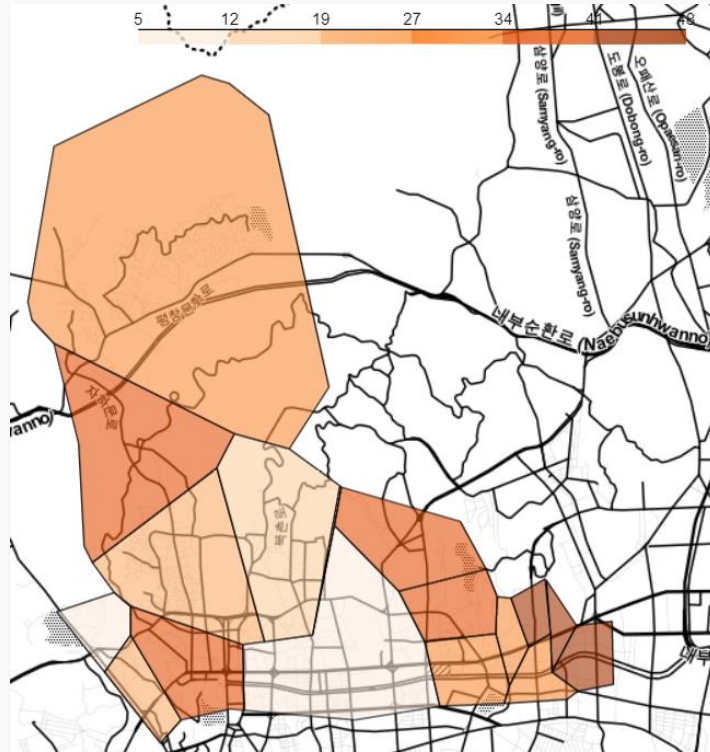 5 12 19 27 34 41 48
삼양로 (Samyang-ro)
도봉로 (Dobong-ro)
오패산로 (Opaesan-ro)
삼양로 (Samyang-ro)
내부순환로 (Naebusunhwanno)
평창문화로
자하문로
wanno)
북촌로
내부